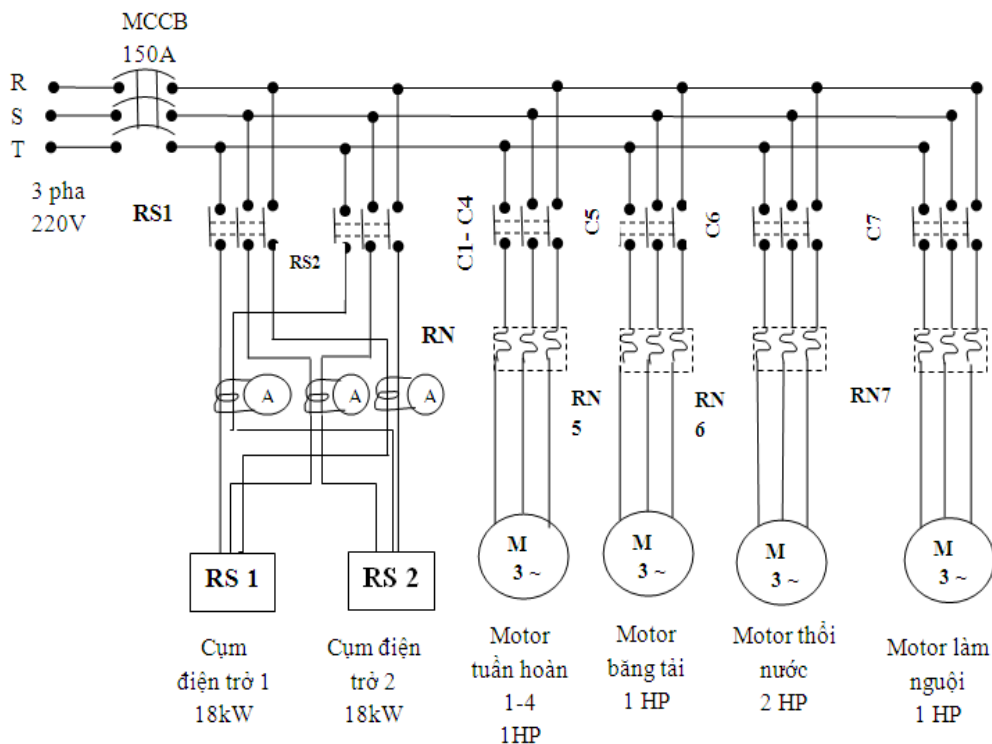 MCCB
150A
R
S
T
3 pha
220V
RS1
RS2
C1- C4
C5
C6
C7
RN
A
A
A
RN
5
RN
6
RN7
RS 1
RS 2
M
3 ~
M
3 ~
M
3 ~
M
3 ~
Cụm
điện trở 1
18kW
Cụm điện
trở 2
18kW
Motor
tuần hoàn
1-4
1HP
Motor
băng tải
1 HP
Motor thổi
nước
2 HP
Motor làm
nguội
1 HP